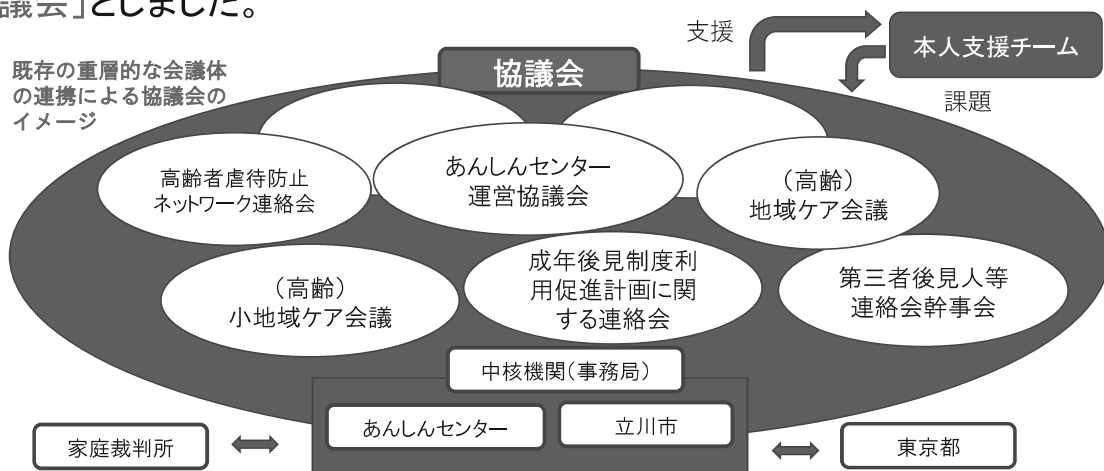 議会」としました。
既存の重層的な会議体
の連携による協議会の
イメージ
協議会
支援
本人支援チーム
課題
高齢者虐待防止
ネットワーク連絡会
あんしんセンター
運営協議会
(高齢)
地域ケア会議
(高齢)
小地域ケア会議
成年後見制度利
用促進計画に関
する連絡会
第三者後見人等
連絡会幹事会
中核機関(事務局)
あんしんセンター
立川市
家庭裁判所
東京都